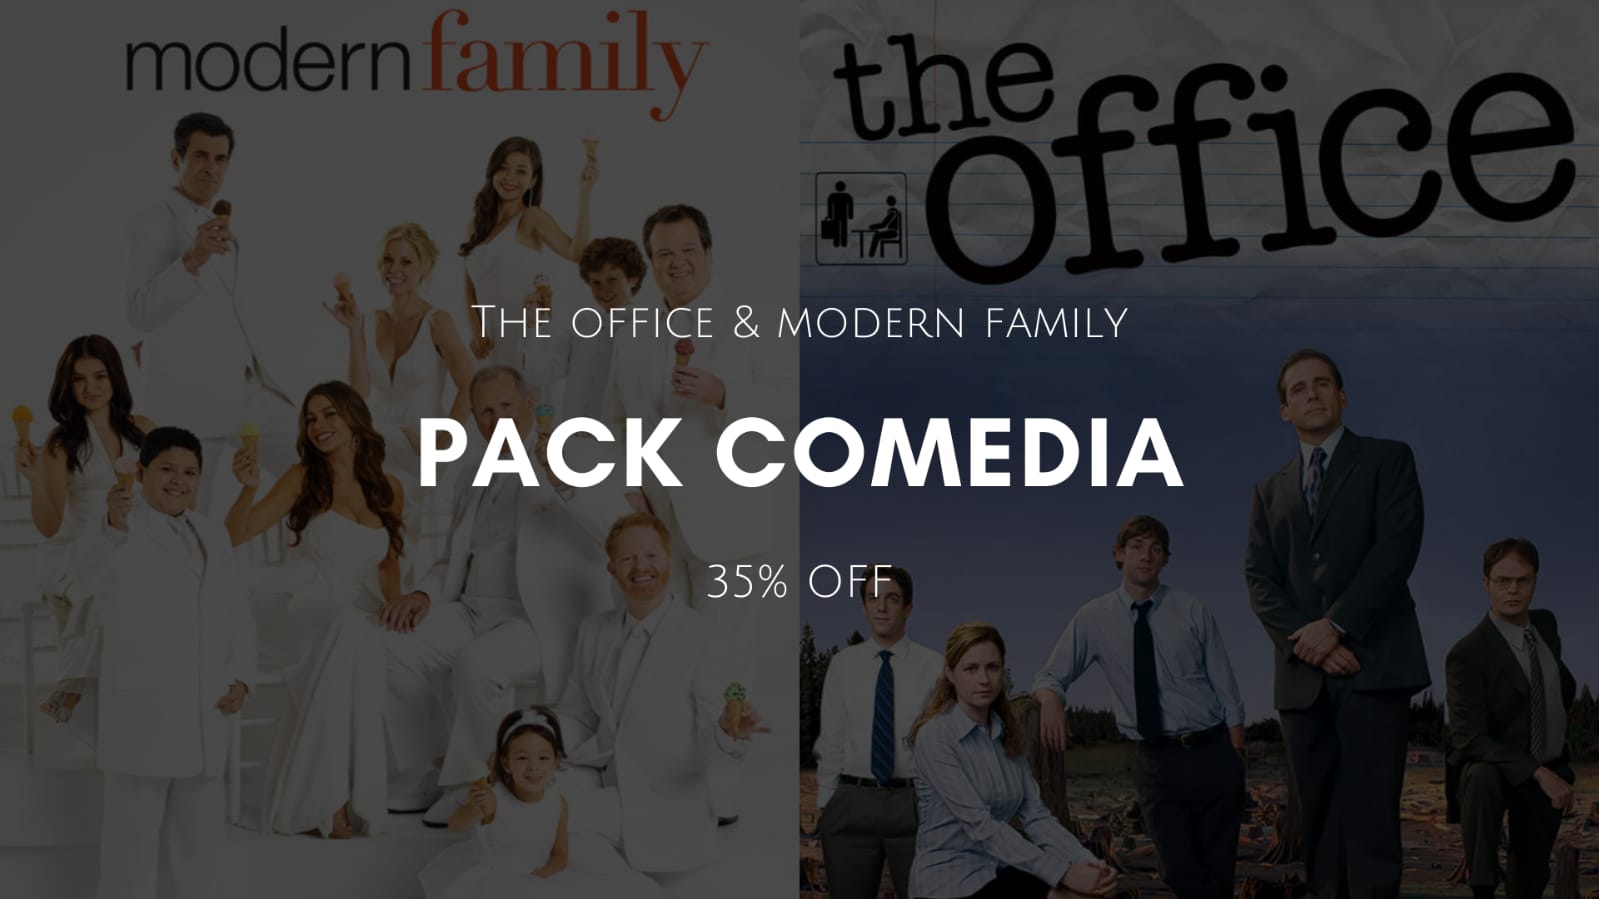 modern family
the
office
THE OFFICE & MODERN FAMILY
PACK COMEDIA
35% OFF